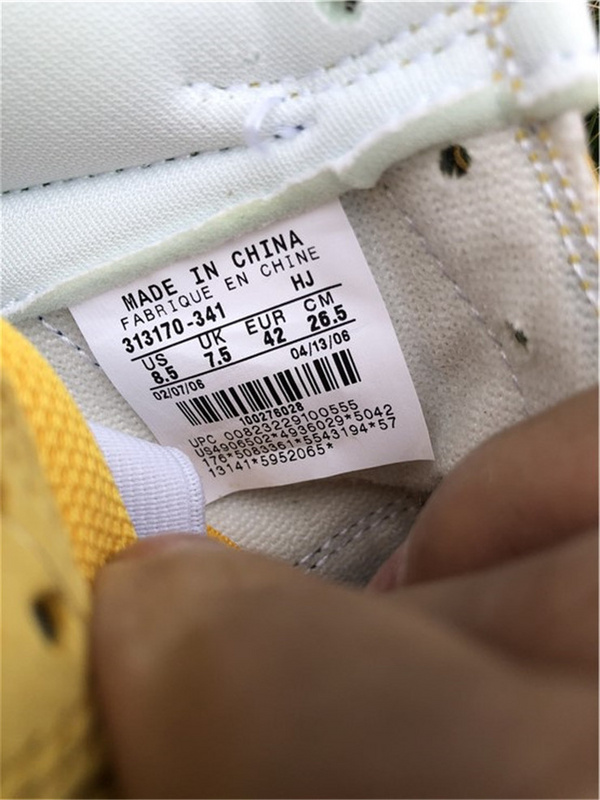 MADE IN CHINA
FABRIQUE EN CHINE
313170-341 HJ
US UK EUR CM
8.5 7.5 42 26.5
02/07/06 04/13/06
100276028
UPC 00823229100555
US4906502*4936029*5042
176*5083361*5543194*57
13141*5952065*